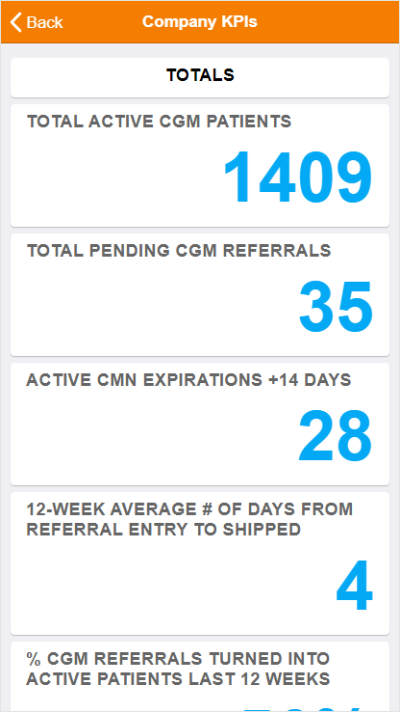 Back
Company KPIs
TOTALS
TOTAL ACTIVE CGM PATIENTS
1409
TOTAL PENDING CGM REFERRALS
35
ACTIVE CMN EXPIRATIONS +14 DAYS
28
12-WEEK AVERAGE # OF DAYS FROM
REFERRAL ENTRY TO SHIPPED
4
% CGM REFERRALS TURNED INTO
ACTIVE PATIENTS LAST 12 WEEKS